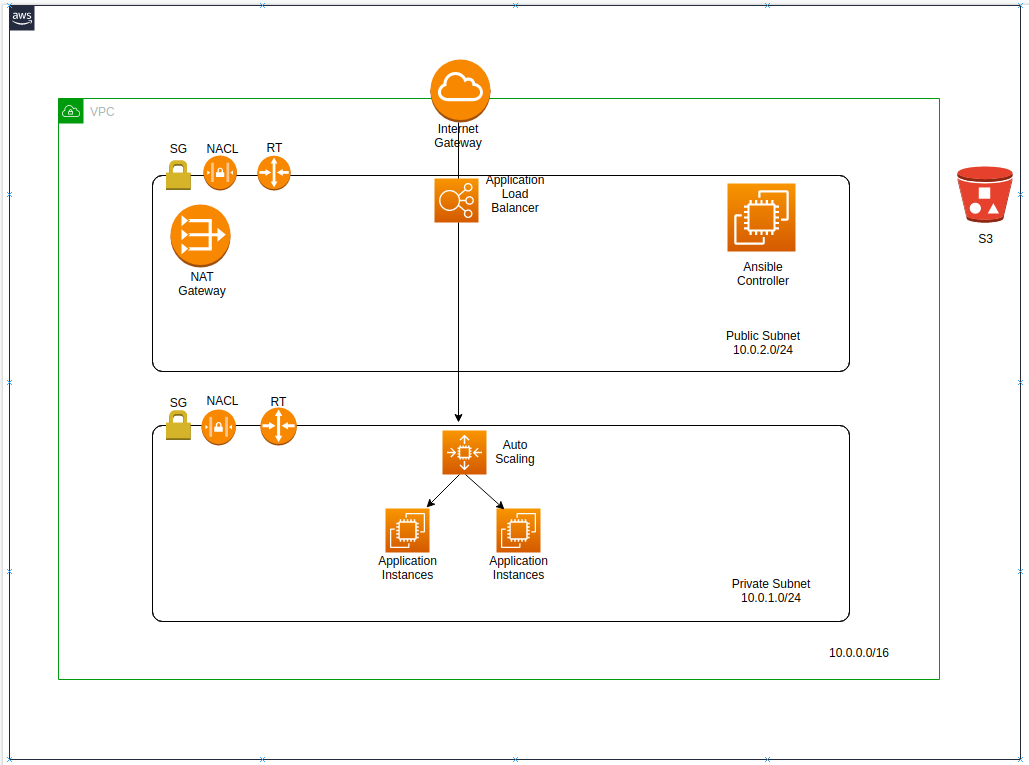 aws
VPC
Internet
Gateway
SG
NACL
RT
Application
Load
Balancer
NAT
Gateway
Ansible
Controller
S3
Public Subnet
10.0.2.0/24
SG
NACL
RT
Auto
Scaling
Application
Instances
Application
Instances
Private Subnet
10.0.1.0/24
10.0.0.0/16